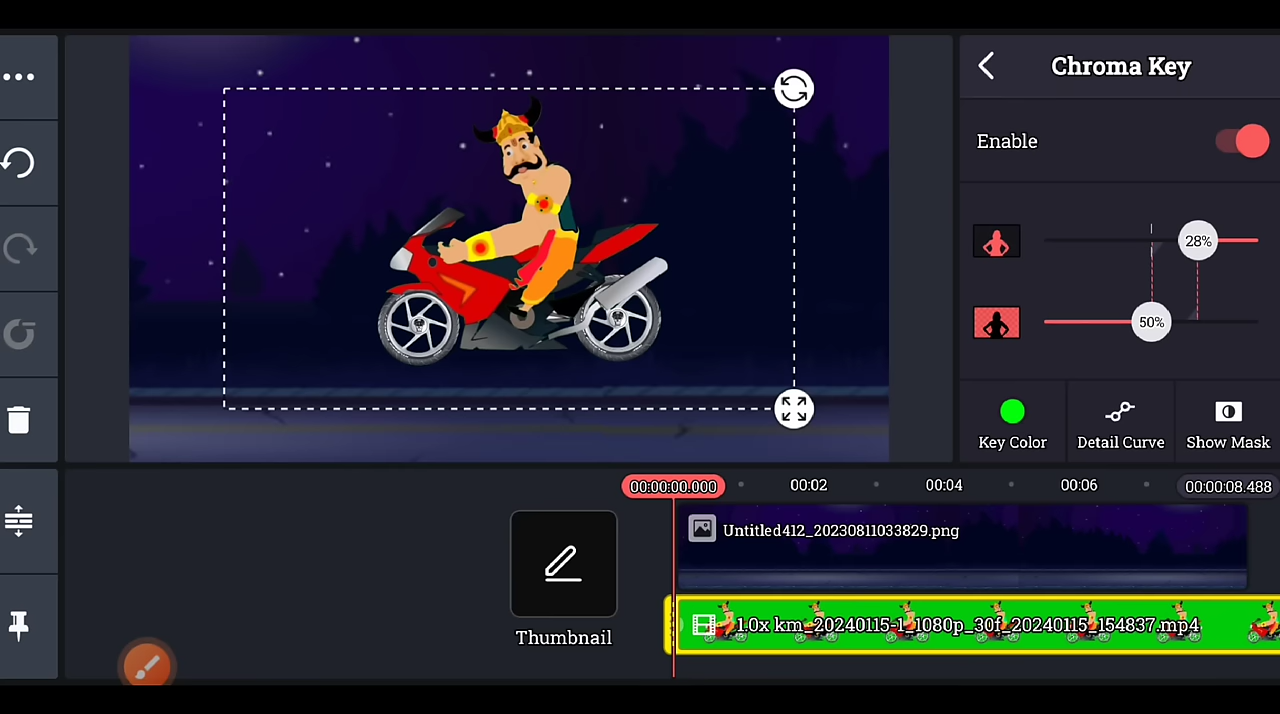 Chroma Key
Enable
28%
50%
Key Color
Detail Curve
Show Mask
00:00:00.000
00:02
00:04
00:06
00:00:08.488
Untitled412_20230811033829.png
1.0x km_20240115-1_1080p_30f_20240115_154837.mp4
Thumbnail